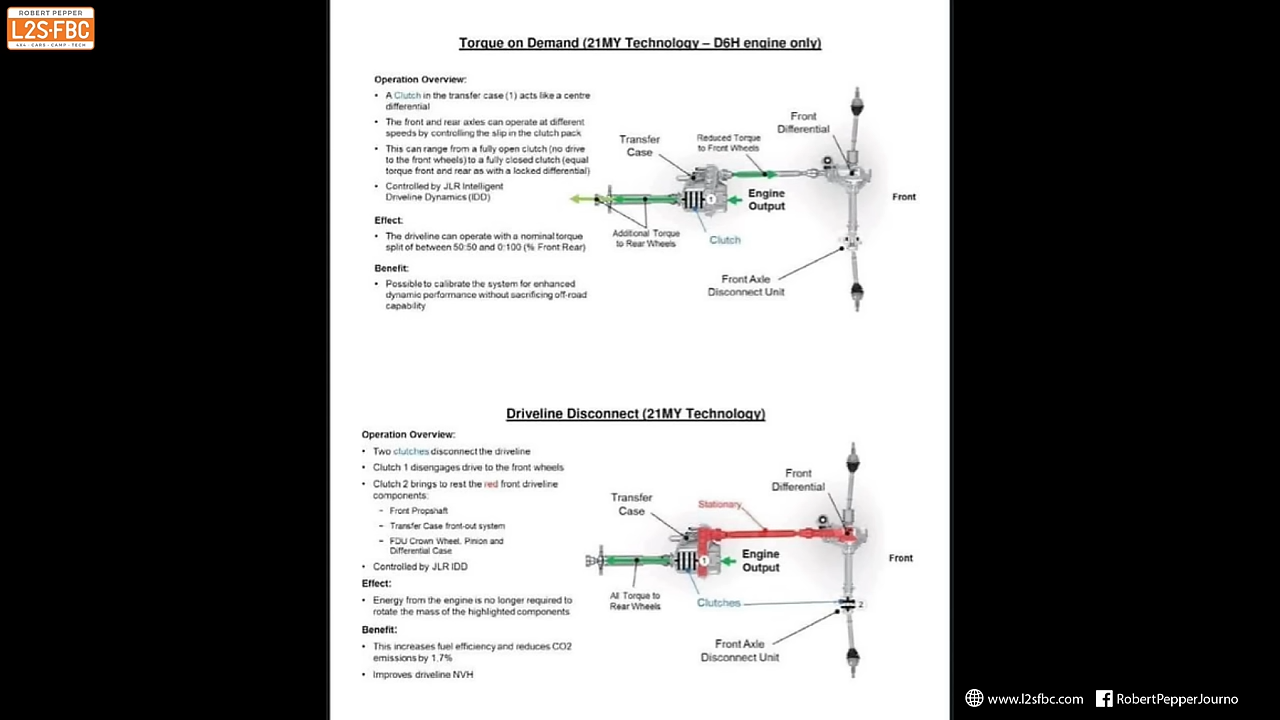 ROBERT PEPPER
L2S-FBC
4X4 - CARS - CAMP - TECH
Torque on Demand (21MY Technology – D6H engine only)
Operation Overview:
• A Clutch in the transfer case (1) acts like a centre
differential
• The front and rear axles can operate at different
speeds by controlling the slip in the clutch pack
• This can range from a fully open clutch (no drive
to the front wheels) to a fully closed clutch (equal
torque front and rear as with a locked differential)
• Controlled by JLR Intelligent
Driveline Dynamics (IDD)
Effect:
• The driveline can operate with a nominal torque
split of between 50:50 and 0:100 (% Front Rear)
Benefit:
• Possible to calibrate the system for enhanced
dynamic performance without sacrificing off-road
capability
Transfer
Case
Reduced Torque
to Front Wheels
Front
Differential
1
Engine
Output
Front
Additional Torque
to Rear Wheels
Clutch
Front Axle
Disconnect Unit
Driveline Disconnect (21MY Technology)
Operation Overview:
• Two clutches disconnect the driveline
• Clutch 1 disengages drive to the front wheels
• Clutch 2 brings to rest the red front driveline
components:
- Front Propshaft
- Transfer Case front-out system
- FDU Crown Wheel, Pinion and
Differential Case
• Controlled by JLR IDD
Effect:
• Energy from the engine is no longer required to
rotate the mass of the highlighted components
Benefit:
• This increases fuel efficiency and reduces CO2
emissions by 1.7%
• Improves driveline NVH
Transfer
Case
Stationary
Front
Differential
1
Engine
Output
Front
All Torque to
Rear Wheels
Clutches
2
Front Axle
Disconnect Unit
www.l2sfbc.com
RobertPepperJourno